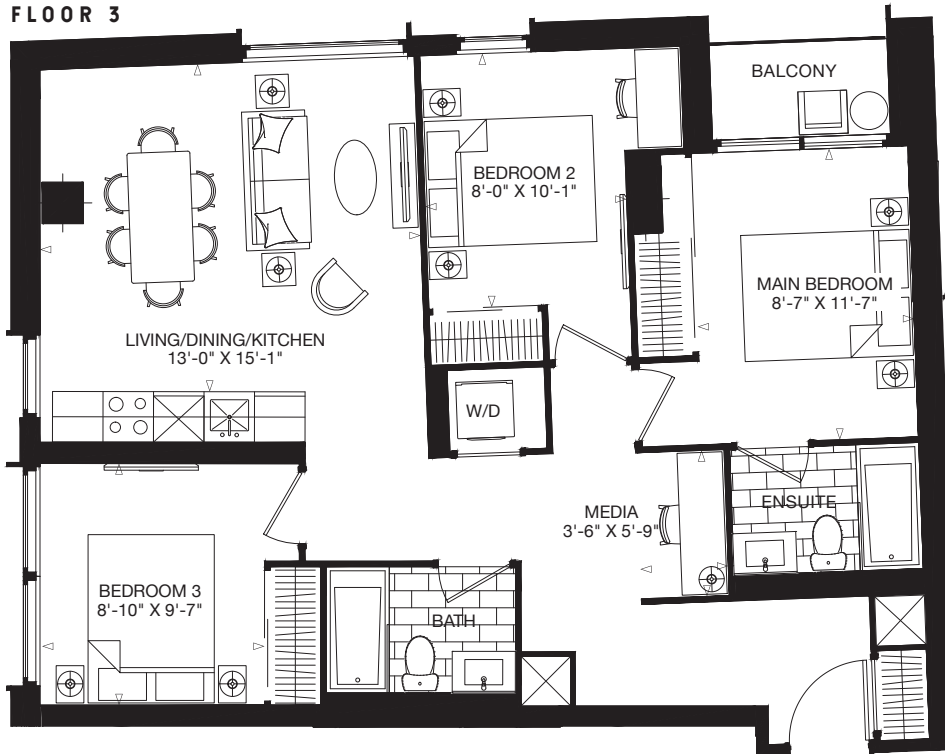 FLOOR 3
BALCONY
BEDROOM 2
8'-0" X 10'-1"
MAIN BEDROOM
8'-7" X 11'-7"
LIVING/DINING/KITCHEN
13'-0" X 15'-1"
W/D
MEDIA
3'-6" X 5'-9"
ENSUITE
BEDROOM 3
8'-10" X 9'-7"
BATH